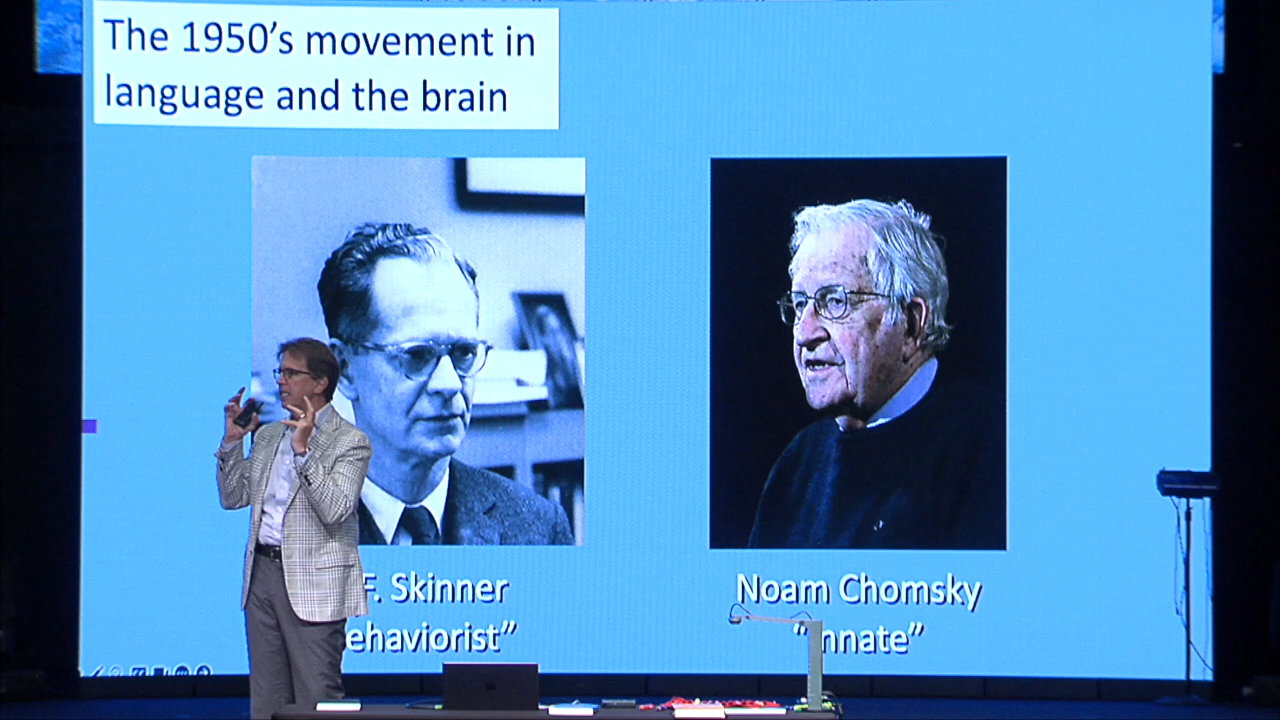 The 1950’s movement in
language and the brain
F. Skinner
ehaviorist”
Noam Chomsky
“ nnate”